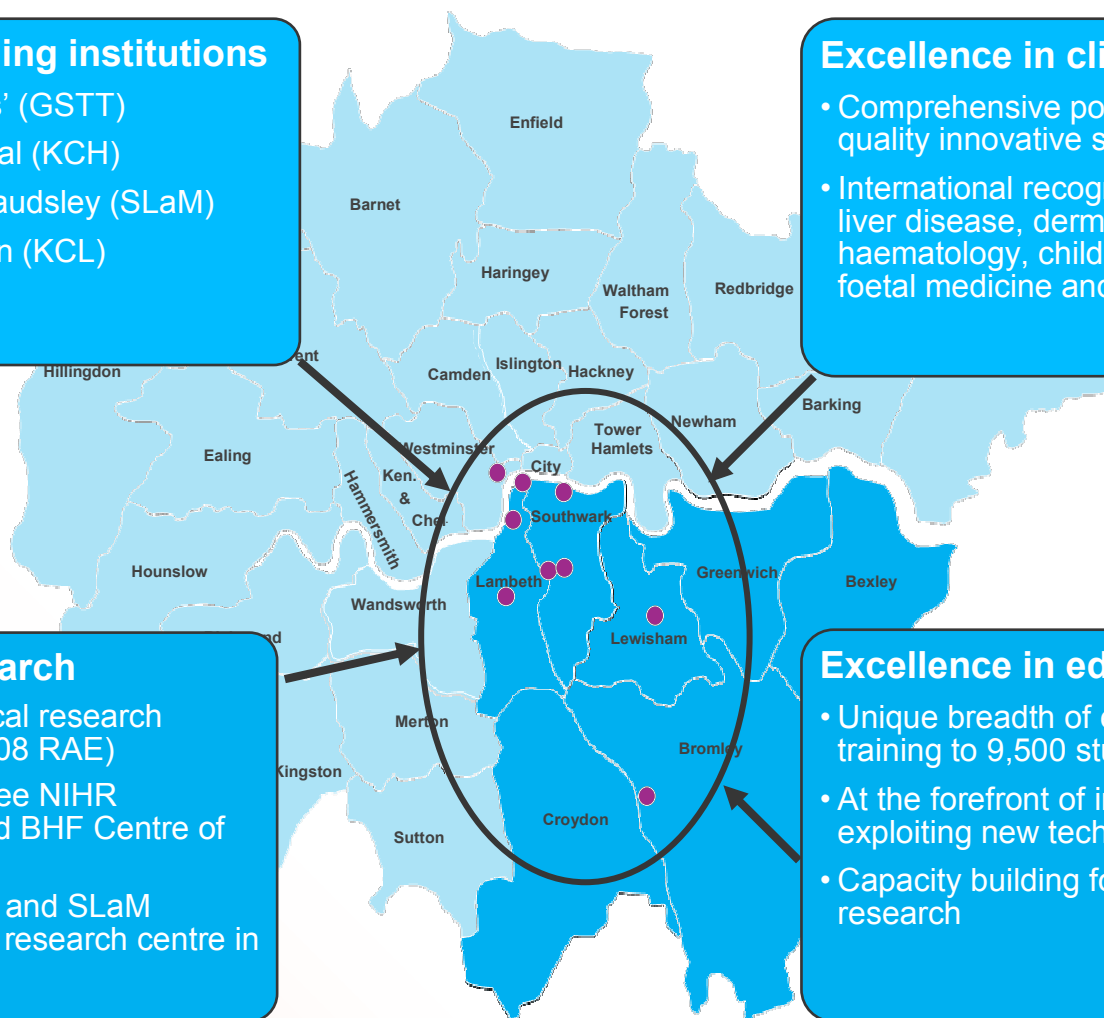 ing institutions
s’ (GSTT)
al (KCH)
audsley (SLaM)
n (KCL)
Excellence in cli
• Comprehensive po
quality innovative s
• International recog
liver disease, derm
haematology, child
foetal medicine and
Enfield
Barnet
Haringey
Waltham
Forest
Redbridge
ent
Hillingdon
Camden
Islington
Hackney
Barking
Newham
Tower
Hamlets
Westminster
Ealing
City
Ken.
&
Chel
Hammersmith
Southwark
Hounslow
Lambeth
Greenwich
Bexley
Wandsworth
Lewisham
nd
Merton
Bromley
Kingston
Sutton
Croydon
arch
cal research
08 RAE)
ee NIHR
d BHF Centre of
and SLaM
research centre in
Excellence in ed
• Unique breadth of
training to 9,500 stu
• At the forefront of i
exploiting new tech
• Capacity building fo
research